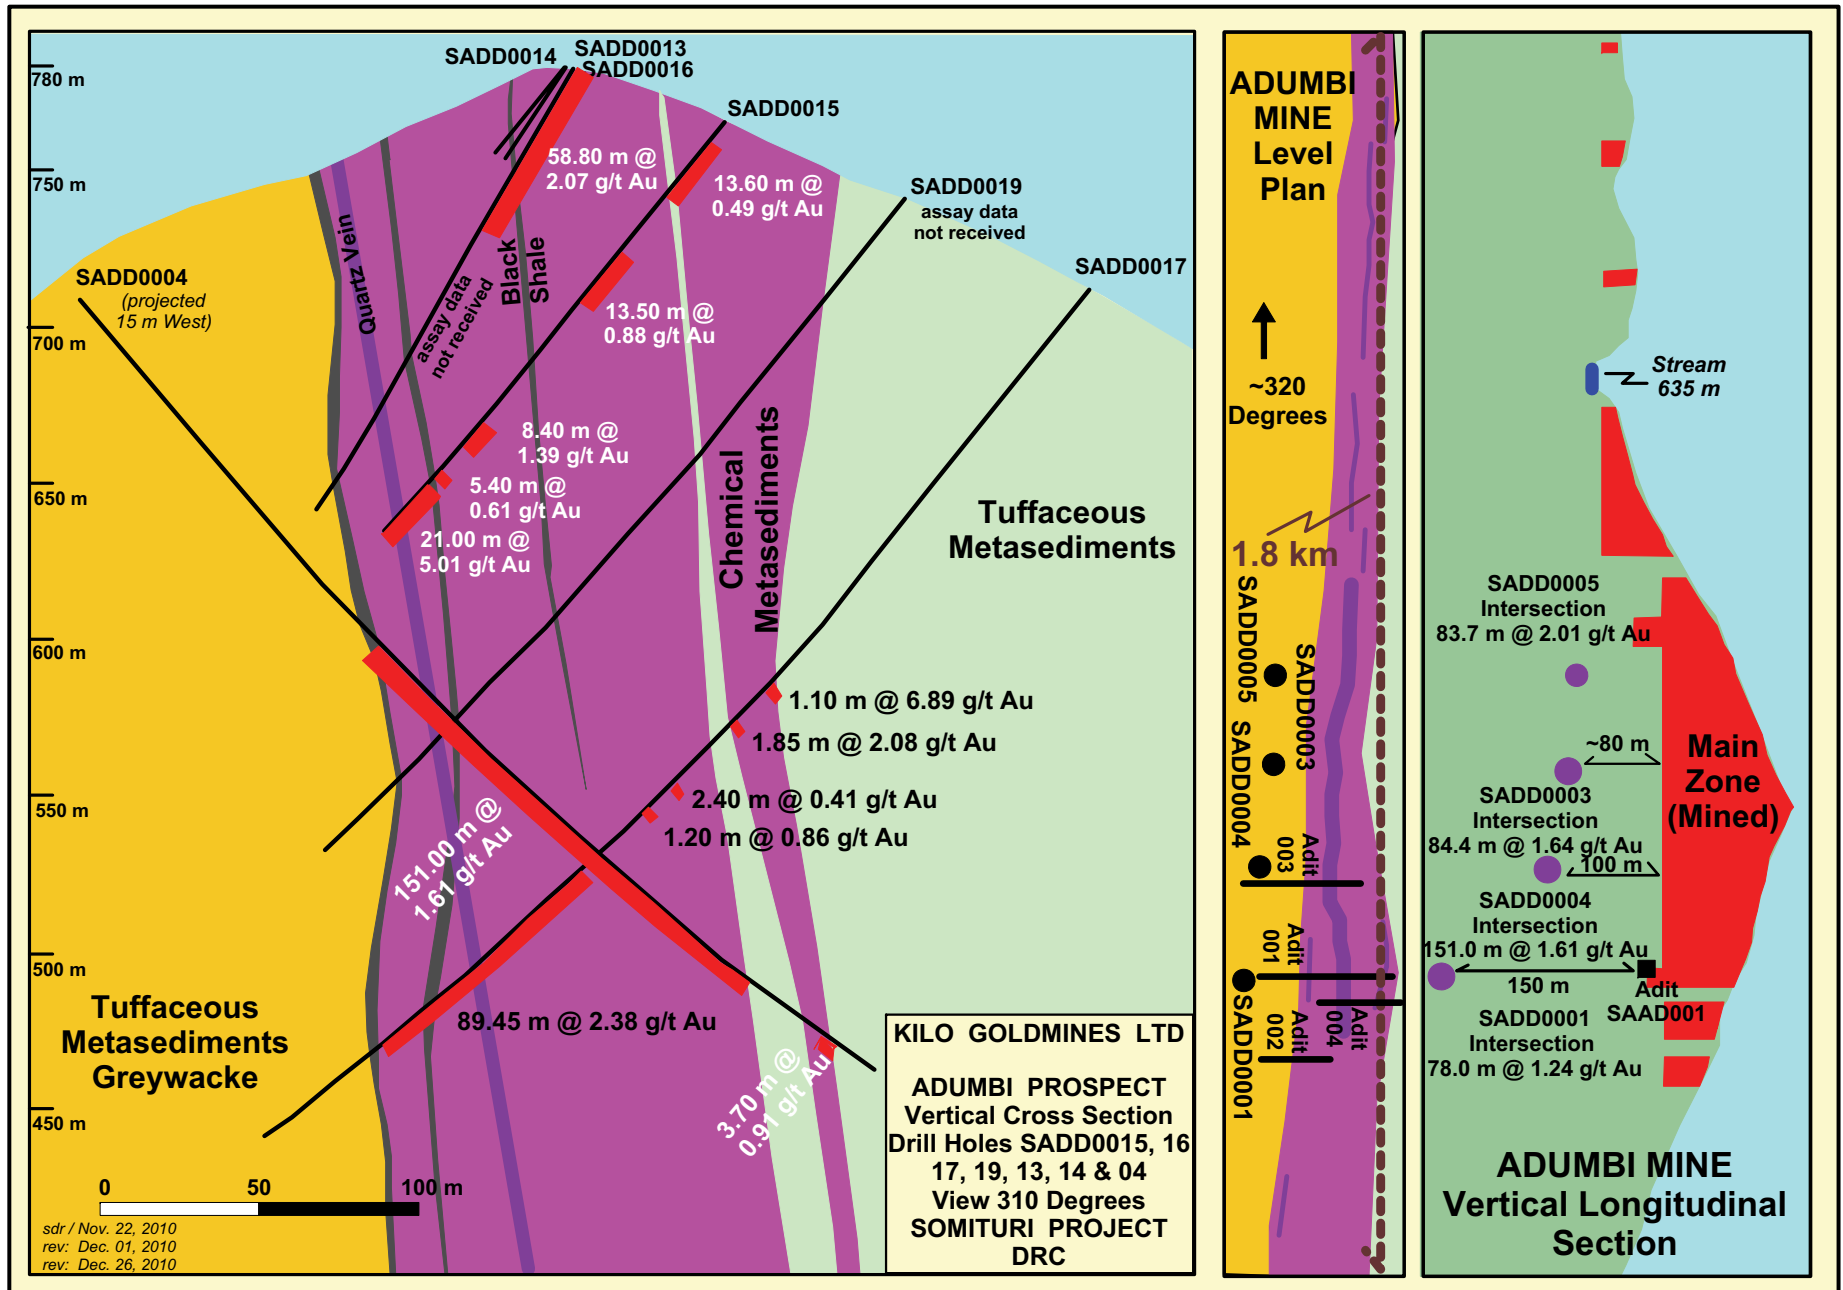 780 m
750 m
700 m
650 m
600 m
550 m
500 m
450 m
SADD0014
SADD0013
SADD0016
SADD0015
SADD0019
assay data
not received
SADD0017
SADD0004
(projected
15 m West)
58.80 m @
2.07 g/t Au
13.60 m @
0.49 g/t Au
13.50 m @
0.88 g/t Au
8.40 m @
1.39 g/t Au
5.40 m @
0.61 g/t Au
21.00 m @
5.01 g/t Au
Quartz Vein
assay data
not received
Black
Shale
Chemical
Metasediments
Tuffaceous
Metasediments
1.10 m @ 6.89 g/t Au
1.85 m @ 2.08 g/t Au
2.40 m @ 0.41 g/t Au
1.20 m @ 0.86 g/t Au
151.00 m @
1.61 g/t Au
89.45 m @ 2.38 g/t Au
3.70 m @
0.91 g/t Au
Tuffaceous
Metasediments
Greywacke
0 50 100 m
sdr / Nov. 22, 2010
rev: Dec. 01, 2010
rev: Dec. 26, 2010
KILO GOLDMINES LTD
ADUMBI PROSPECT
Vertical Cross Section
Drill Holes SADD0015, 16
17, 19, 13, 14 & 04
View 310 Degrees
SOMITURI PROJECT
DRC
ADUMBI
MINE
Level
Plan
~320
Degrees
1.8 km
SADD0005
SADD0003
SADD0004
Adit
003
Adit
001
SADD0001
Adit
002
Adit
004
Stream
635 m
SADD0005
Intersection
83.7 m @ 2.01 g/t Au
~80 m
Main
Zone
(Mined)
SADD0003
Intersection
84.4 m @ 1.64 g/t Au
100 m
SADD0004
Intersection
151.0 m @ 1.61 g/t Au
150 m
Adit
SAAD001
SADD0001
Intersection
78.0 m @ 1.24 g/t Au
ADUMBI MINE
Vertical Longitudinal
Section